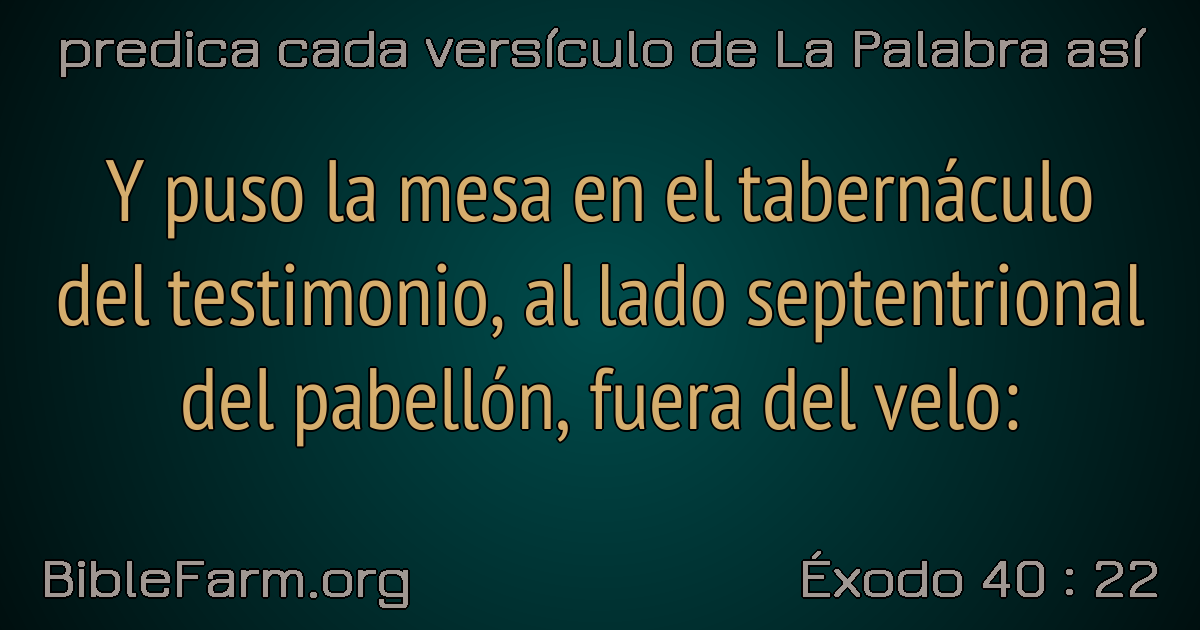 predica cada versículo de La Palabra así
Y puso la mesa en el tabernáculo
del testimonio, al lado septentrional
del pabellón, fuera del velo:
BibleFarm.org
Éxodo 40 : 22